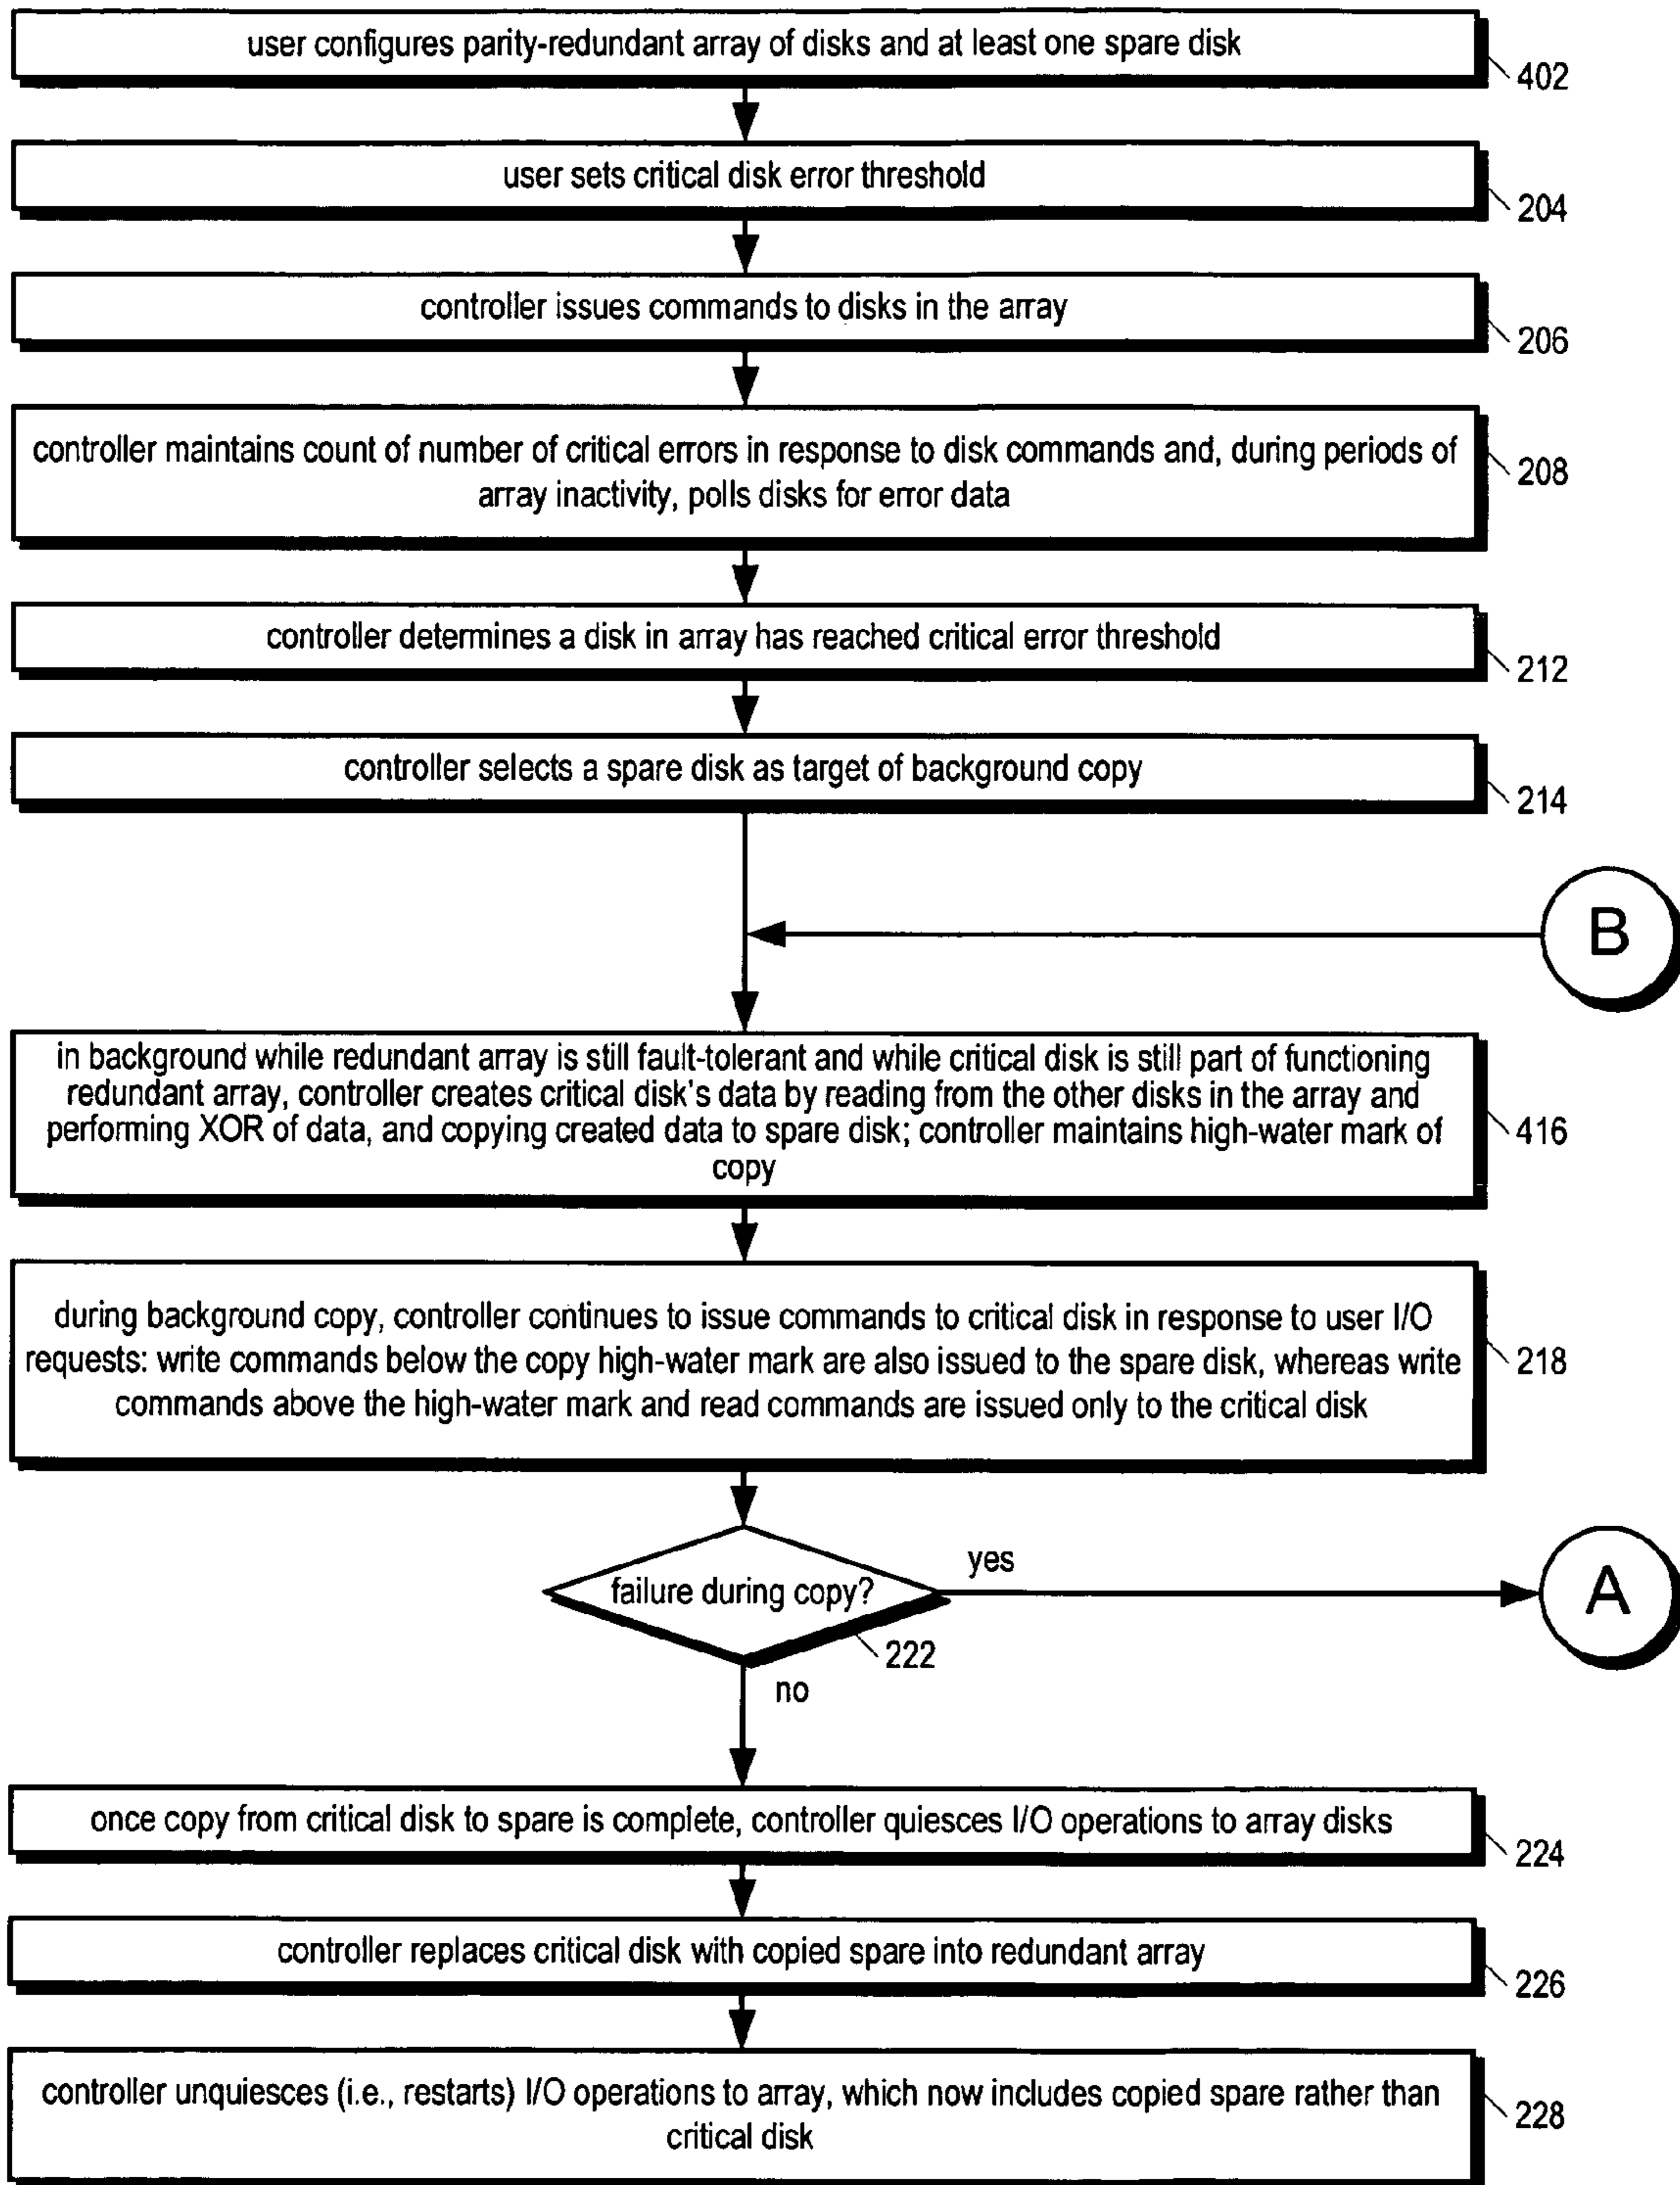 user configures parity-redundant array of disks and at least one spare disk
402
user sets critical disk error threshold
204
controller issues commands to disks in the array
206
controller maintains count of number of critical errors in response to disk commands and, during periods of
array inactivity, polls disks for error data
208
controller determines a disk in array has reached critical error threshold
212
controller selects a spare disk as target of background copy
214
B
in background while redundant array is still fault-tolerant and while critical disk is still part of functioning
redundant array, controller creates critical disk's data by reading from the other disks in the array and
performing XOR of data, and copying created data to spare disk; controller maintains high-water mark of
copy
416
during background copy, controller continues to issue commands to critical disk in response to user I/O
requests: write commands below the copy high-water mark are also issued to the spare disk, whereas write
commands above the high-water mark and read commands are issued only to the critical disk
218
failure during copy?
yes
A
222
no
once copy from critical disk to spare is complete, controller quiesces I/O operations to array disks
224
controller replaces critical disk with copied spare into redundant array
226
controller unquiesces (i.e., restarts) I/O operations to array, which now includes copied spare rather than
critical disk
228